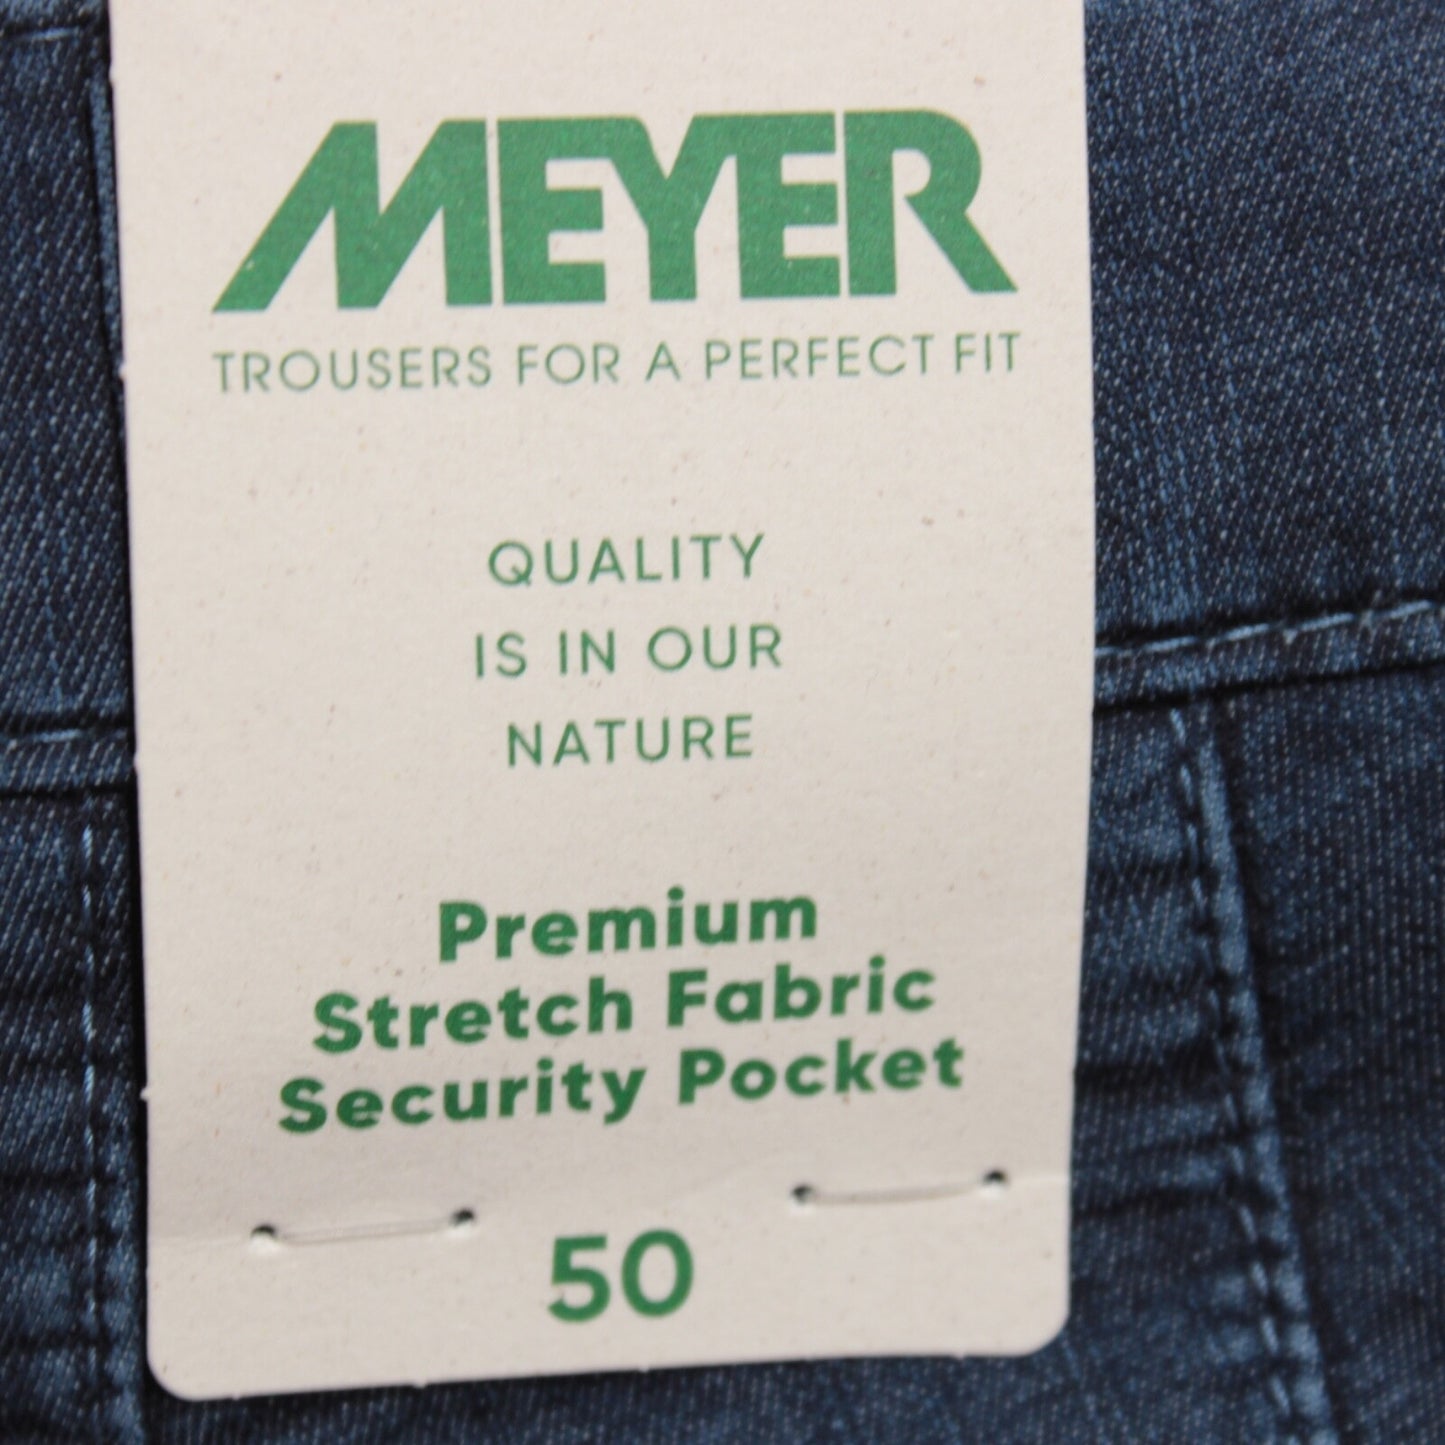 MEYER
TROUSERS FOR A PERFECT FIT
QUALITY
IS IN OUR
NATURE
Premium
Stretch Fabric
Security Pocket
50